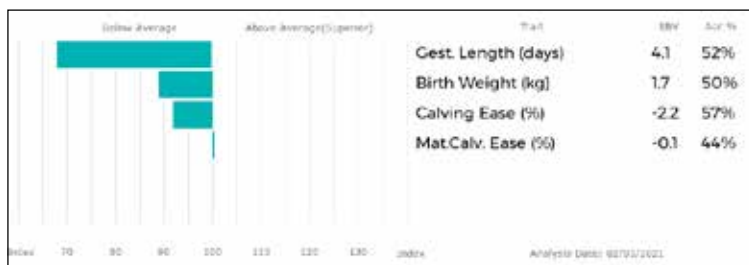 Below Average Above Average(Superior) Trait EBV Acc %
Gest. Length (days) 4.1 52%
Birth Weight (kg) 1.7 50%
Calving Ease (%) -2.2 57%
Mat.Calv. Ease (%) -0.1 44%
Index 70 80 90 100 110 120 130 Index Analysis Date: